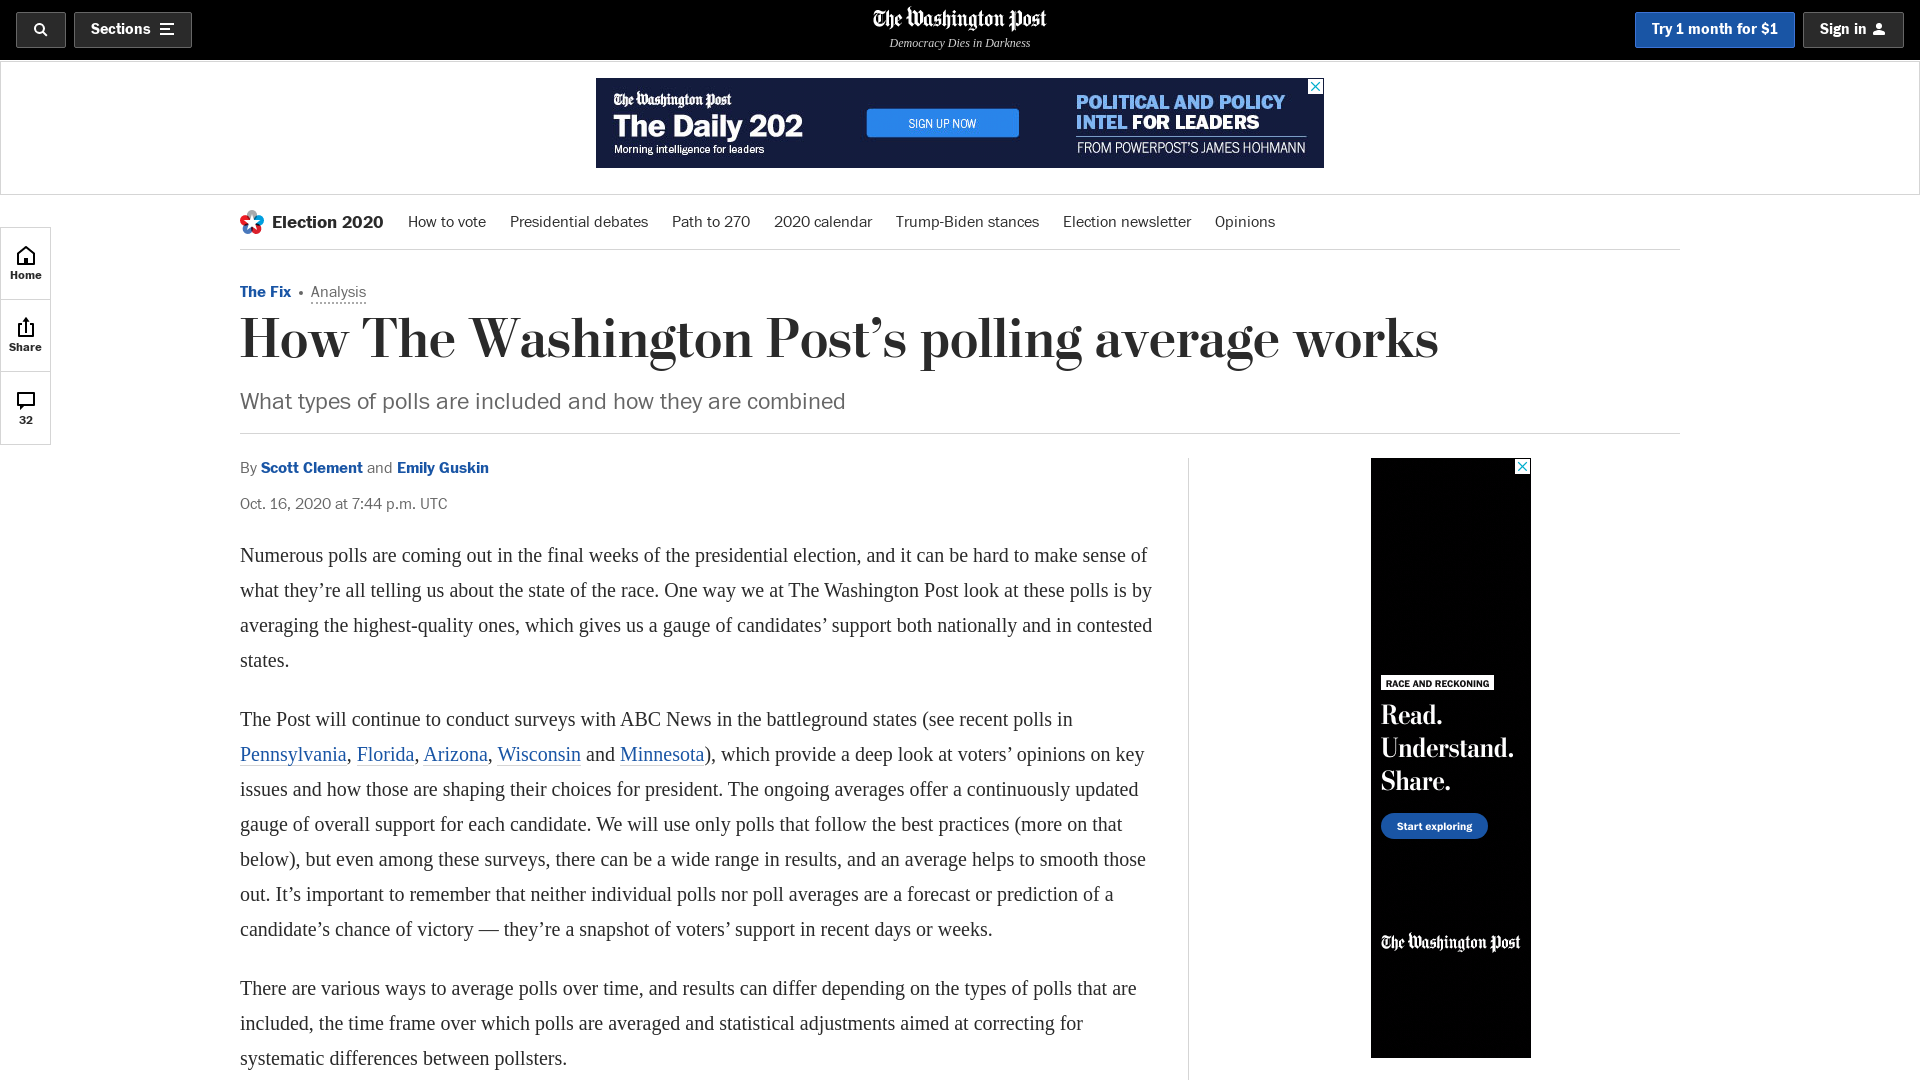 Sections
The Washington Post
Democracy Dies in Darkness
Try 1 month for $1
Sign in
The Washington Post
The Daily 202
Morning intelligence for leaders
SIGN UP NOW
POLITICAL AND POLICY
INTEL FOR LEADERS
FROM POWERPOST'S JAMES HOHMANN
Election 2020
How to vote
Presidential debates
Path to 270
2020 calendar
Trump-Biden stances
Election newsletter
Opinions
Home
Share
32
The Fix • Analysis
How The Washington Post’s polling average works
What types of polls are included and how they are combined
By Scott Clement and Emily Guskin
Oct. 16, 2020 at 7:44 p.m. UTC
Numerous polls are coming out in the final weeks of the presidential election, and it can be hard to make sense of
what they’re all telling us about the state of the race. One way we at The Washington Post look at these polls is by
averaging the highest-quality ones, which gives us a gauge of candidates’ support both nationally and in contested
states.
The Post will continue to conduct surveys with ABC News in the battleground states (see recent polls in
Pennsylvania, Florida, Arizona, Wisconsin and Minnesota), which provide a deep look at voters’ opinions on key
issues and how those are shaping their choices for president. The ongoing averages offer a continuously updated
gauge of overall support for each candidate. We will use only polls that follow the best practices (more on that
below), but even among these surveys, there can be a wide range in results, and an average helps to smooth those
out. It’s important to remember that neither individual polls nor poll averages are a forecast or prediction of a
candidate’s chance of victory — they’re a snapshot of voters’ support in recent days or weeks.
There are various ways to average polls over time, and results can differ depending on the types of polls that are
included, the time frame over which polls are averaged and statistical adjustments aimed at correcting for
systematic differences between pollsters.
RACE AND RECKONING
Read.
Understand.
Share.
Start exploring
The Washington Post